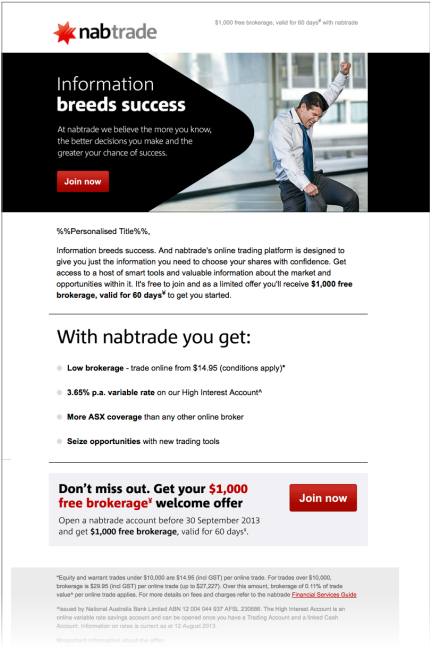 nabtrade
$1,000 free brokerage, valid for 60 days¥ with nabtrade
Information
breeds success
At nabtrade we believe the more you know,
the better decisions you make and the
greater your chance of success.
Join now
%%Personalised Title%%,
Information breeds success. And nabtrade's online trading platform is designed to
give you just the information you need to choose your shares with confidence. Get
access to a host of smart tools and valuable information about the market and
opportunities within it. It's free to join and as a limited offer you'll receive $1,000 free
brokerage, valid for 60 days¥ to get you started.
With nabtrade you get:
Low brokerage - trade online from $14.95 (conditions apply)*
3.65% p.a. variable rate on our High Interest Account^
More ASX coverage than any other online broker
Seize opportunities with new trading tools
Don't miss out. Get your $1,000
free brokerage¥ welcome offer
Join now
Open a nabtrade account before 30 September 2013
and get $1,000 free brokerage, valid for 60 days¥.
*Equity and warrant trades under $10,000 are $14.95 (incl GST) per online trade. For trades over $10,000,
brokerage is $29.95 (incl GST) per online trade (up to $27,227). Over this amount, brokerage of 0.11% of trade
value^ per online trade applies. For more details on fees and charges refer to the nabtrade Financial Services Guide
^Issued by National Australia Bank Limited ABN 12 004 044 937 AFSL 230686. The High Interest Account is an
online variable rate savings account and can be opened once you have a Trading Account and a linked Cash
Account. Information on rates is current as at 12 August 2013.
Important information about the offer